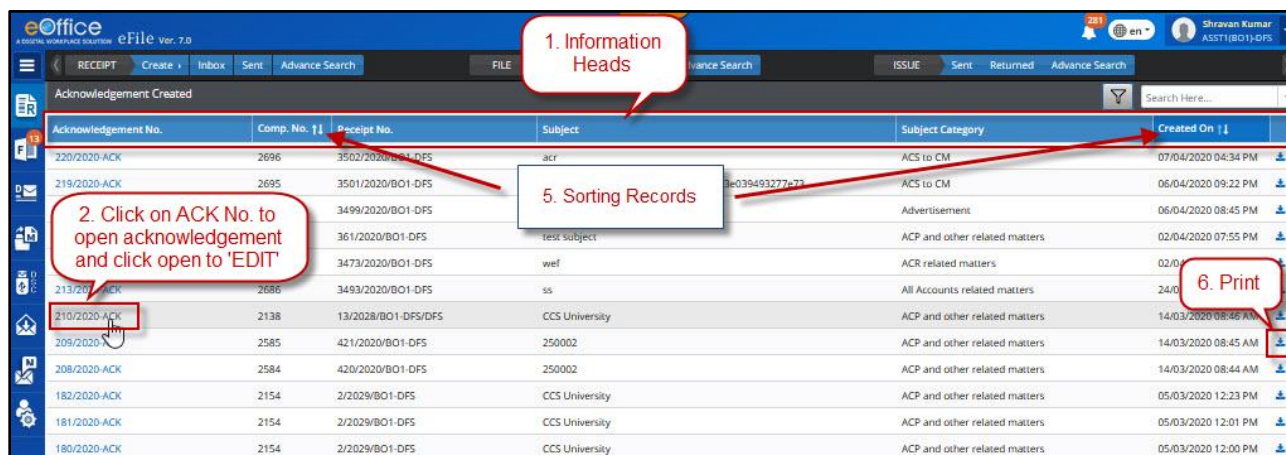 eOffice
A DIGITAL WORKPLACE SOLUTION eFile Ver. 7.0
281
en
Shravan Kumar
ASST1(BO1)-DFS
RECEIPT Create Inbox Sent Advance Search FILE Advance Search ISSUE Sent Returned Advance Search
1. Information
Heads
Acknowledgement Created Search Here...
Acknowledgement No. Comp. No. Receipt No. Subject Subject Category Created On
13
220/2020-ACK 2696 3502/2020/BO1-DFS acr ACS to CM 07/04/2020 04:34 PM
219/2020-ACK 2695 3501/2020/BO1-DFS 3e039493277e73 ACS to CM 06/04/2020 09:22 PM
3499/2020/BO1-DFS Advertisement 06/04/2020 08:45 PM
361/2020/BO1-DFS test subject ACP and other related matters 02/04/2020 07:55 PM
3473/2020/BO1-DFS wef ACR related matters 02/04
213/2020-ACK 2686 3493/2020/BO1-DFS ss All Accounts related matters 24/0
210/2020-ACK 2138 13/2028/BO1-DFS/DFS CCS University ACP and other related matters 14/03/2020 08:46 AM
209/2020- 2585 421/2020/BO1-DFS 250002 ACP and other related matters 14/03/2020 08:45 AM
208/2020-ACK 2584 420/2020/BO1-DFS 250002 ACP and other related matters 14/03/2020 08:44 AM
182/2020-ACK 2154 2/2029/BO1-DFS CCS University ACP and other related matters 05/03/2020 12:23 PM
181/2020-ACK 2154 2/2029/BO1-DFS CCS University ACP and other related matters 05/03/2020 12:01 PM
180/2020-ACK 2154 2/2029/BO1-DFS CCS University ACP and other related matters 05/03/2020 12:00 PM
5. Sorting Records
2. Click on ACK No. to
open acknowledgement
and click open to 'EDIT'
6. Print